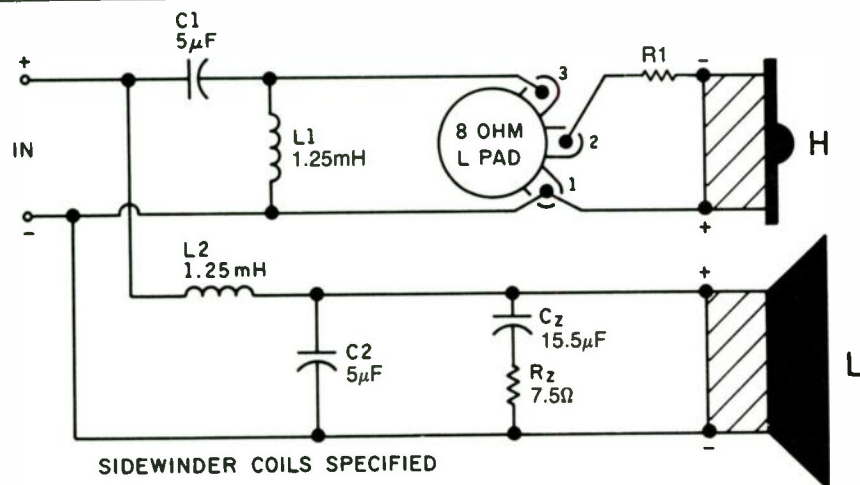 C1
5μF
+
IN
-
L1
1.25mH
8 OHM
L PAD
3
2
1
R1
-
+
H
L2
1.25mH
C2
5μF
Cz
15.5μF
Rz
7.5Ω
+
-
L
SIDEWINDER COILS SPECIFIED